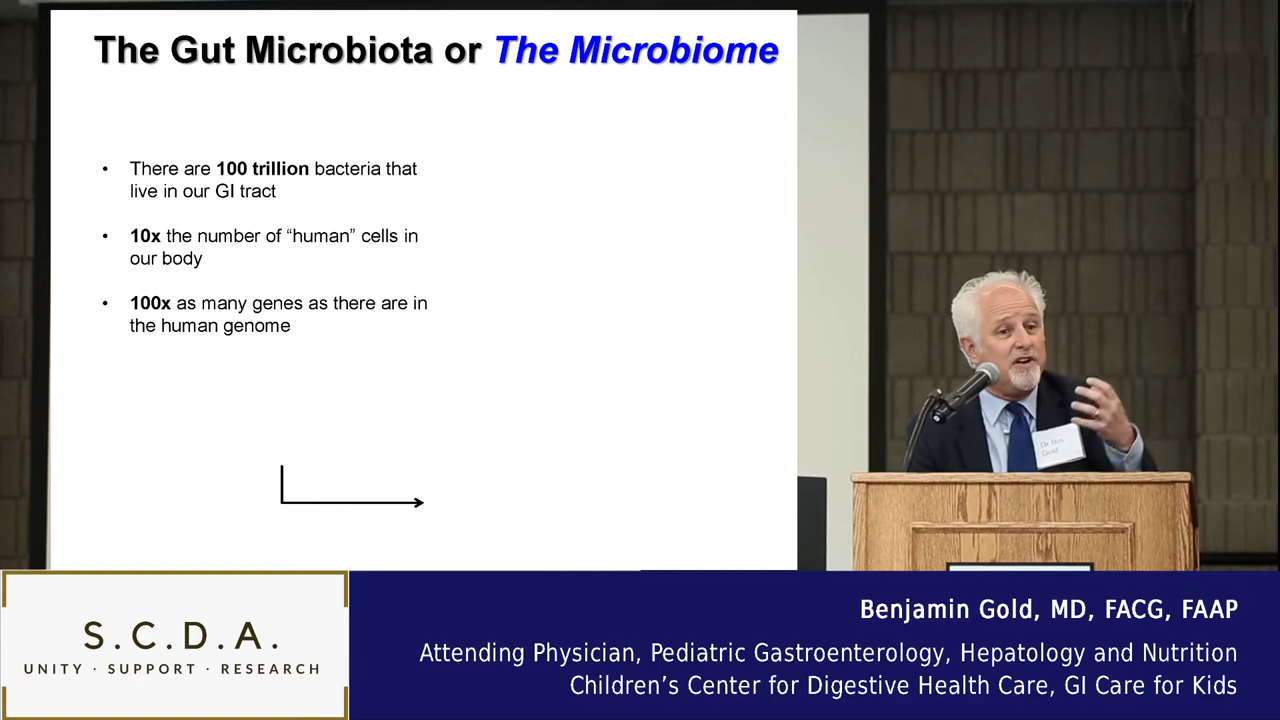 The Gut Microbiota or The Microbiome
• There are 100 trillion bacteria that
live in our GI tract
• 10x the number of “human” cells in
our body
• 100x as many genes as there are in
the human genome
Dr Ben
Gold
S.C.D.A.
UNITY · SUPPORT · RESEARCH
Benjamin Gold, MD, FACG, FAAP
Attending Physician, Pediatric Gastroenterology, Hepatology and Nutrition
Children’s Center for Digestive Health Care, GI Care for Kids